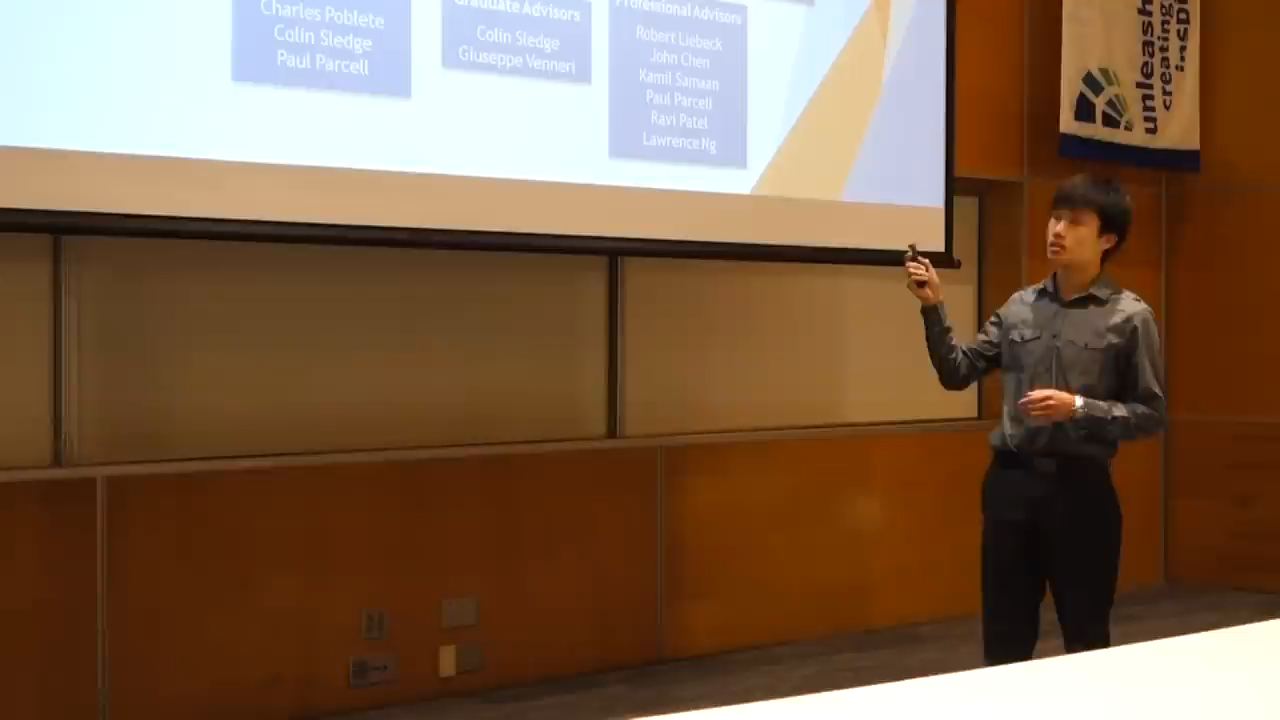 Charles Poblete
Colin Sledge
Paul Parcell
Graduate Advisors
Colin Sledge
Giuseppe Venneri
Professional Advisors
Robert Liebeck
John Chen
Kamil Samaan
Paul Parcell
Ravi Patel
Lawrence Ng
unleash
creating
inspi